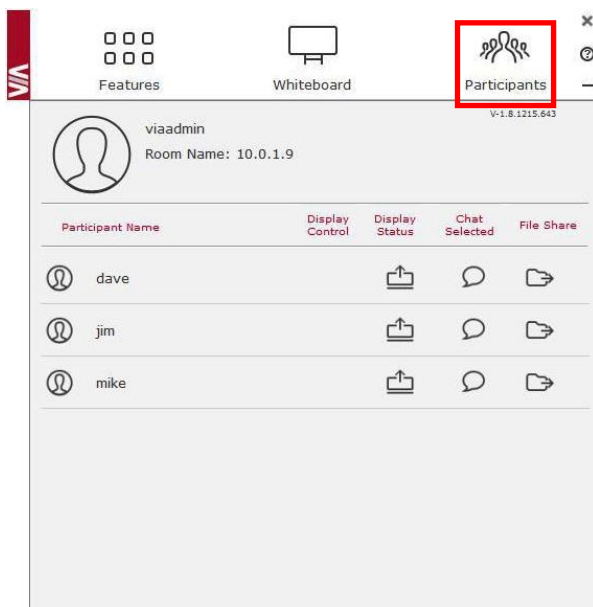 VIA
Features
Whiteboard
Participants
V-1.8.1215.643
viaadmin
Room Name: 10.0.1.9
Participant Name
Display Control
Display Status
Chat Selected
File Share
dave
jim
mike